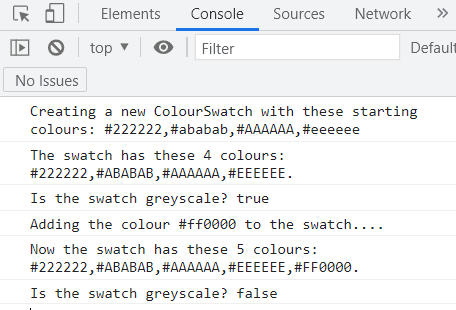 Elements Console Sources Network »
top Filter Default
No Issues
Creating a new ColourSwatch with these starting
colours: #222222,#ababab,#AAAAAA,#eeeeee
The swatch has these 4 colours:
#222222,#ABABAB,#AAAAAA,#EEEEEE.
Is the swatch greyscale? true
Adding the colour #ff0000 to the swatch....
Now the swatch has these 5 colours:
#222222,#ABABAB,#AAAAAA,#EEEEEE,#FF0000.
Is the swatch greyscale? false